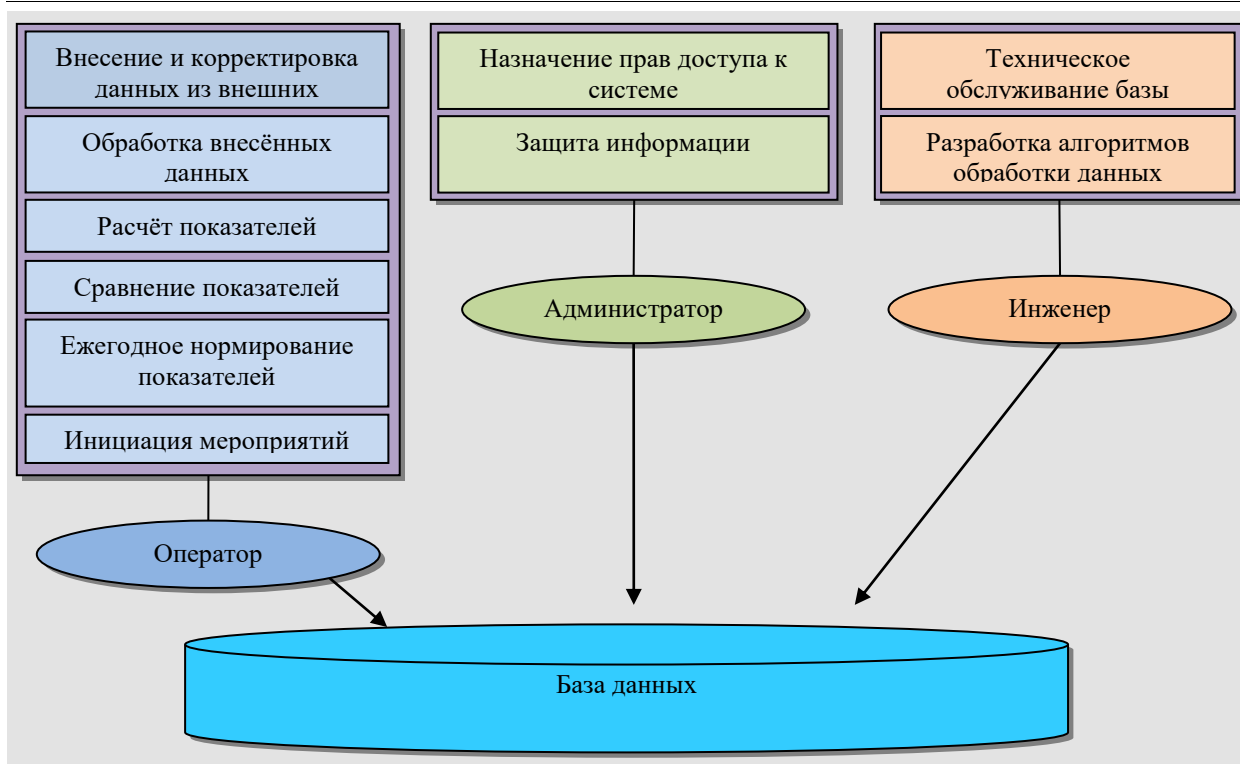 Внесение и корректировка
данных из внешних
Обработка внесённых
данных
Расчёт показателей
Сравнение показателей
Ежегодное нормирование
показателей
Инициация мероприятий
Оператор
Назначение прав доступа к
системе
Защита информации
Администратор
Техническое
обслуживание базы
Разработка алгоритмов
обработки данных
Инженер
База данных